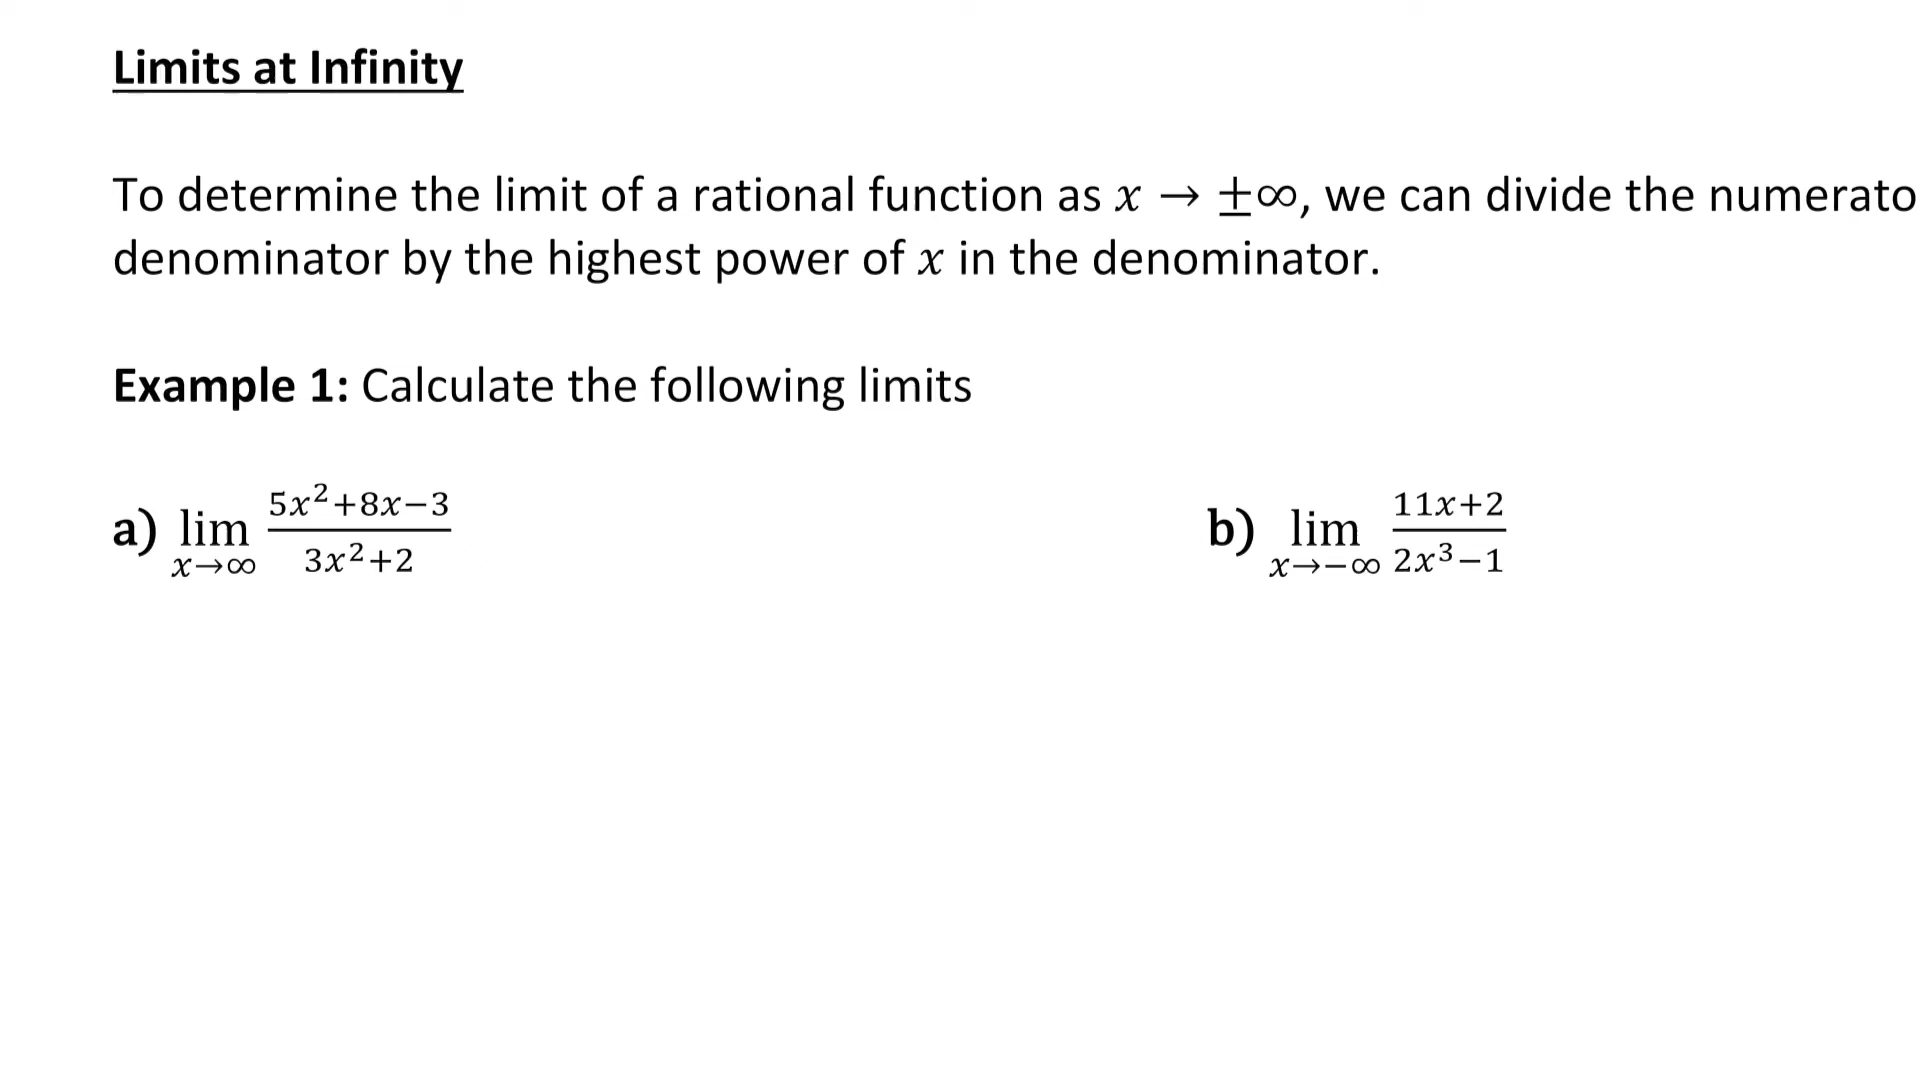 Limits at Infinity
To determine the limit of a rational function as x → ±∞, we can divide the numerato
denominator by the highest power of x in the denominator.
Example 1: Calculate the following limits
a) lim x→∞ (5x²+8x−3)/(3x²+2)
b) lim x→−∞ (11x+2)/(2x³−1)